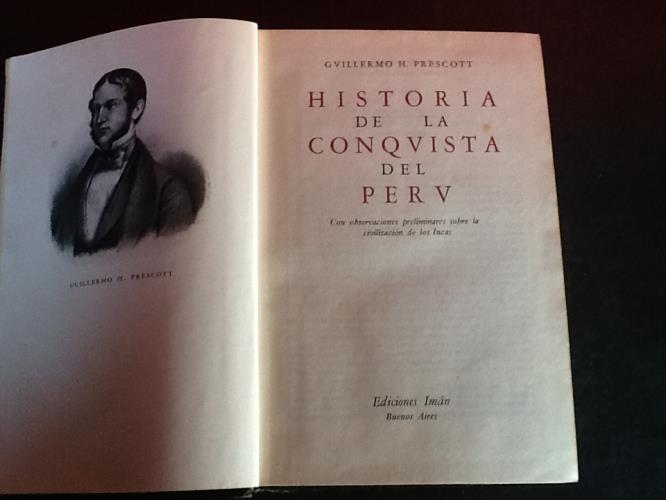 GUILLERMO H. PRESCOTT
GVILLERMO H. PRESCOTT
HISTORIA
DE LA
CONQVISTA
DEL
PERV
Con observaciones preliminares sobre la
civilización de los Incas
Ediciones Imán
Buenos Aires